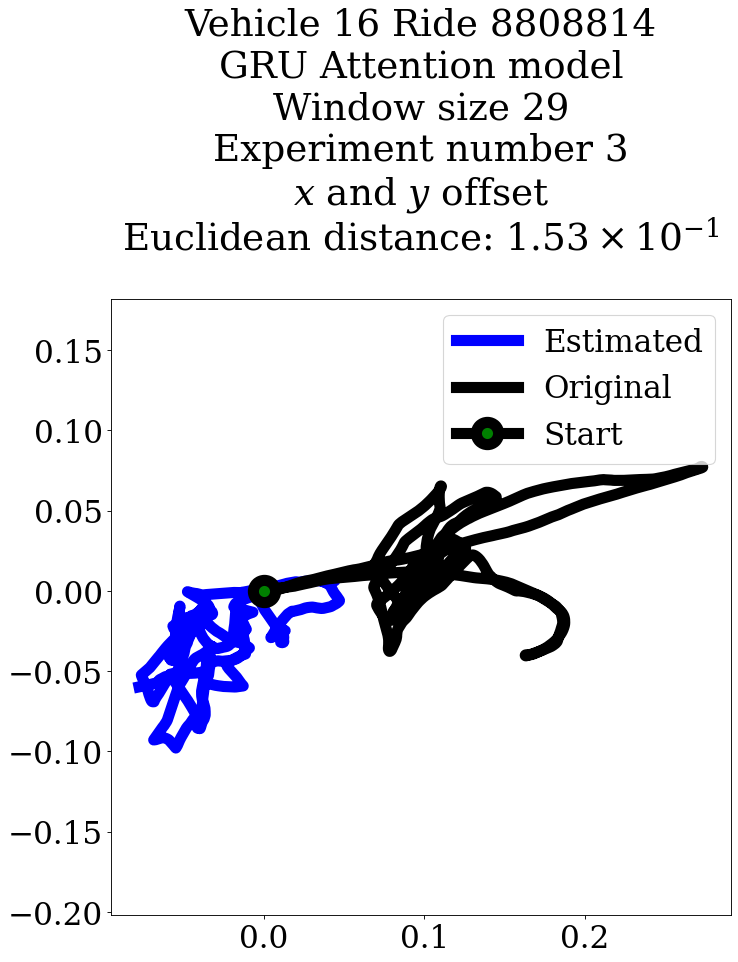 Vehicle 16 Ride 8808814
GRU Attention model
Window size 29
Experiment number 3
x and y offset
Euclidean distance: 1.53 × 10⁻¹
Estimated
Original
Start
0.15
0.10
0.05
0.00
−0.05
−0.10
−0.15
−0.20
0.0 0.1 0.2